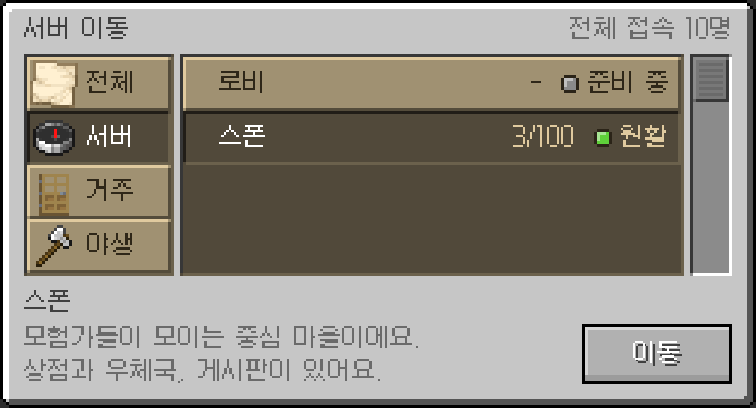 서버 이동
전체 접속 10명
전체
로비 - 준비 중
서버
스폰 3/100 원활
거주
야생
스폰
모험가들이 모이는 중심 마을이에요.
상점과 우체국, 게시판이 있어요.
이동